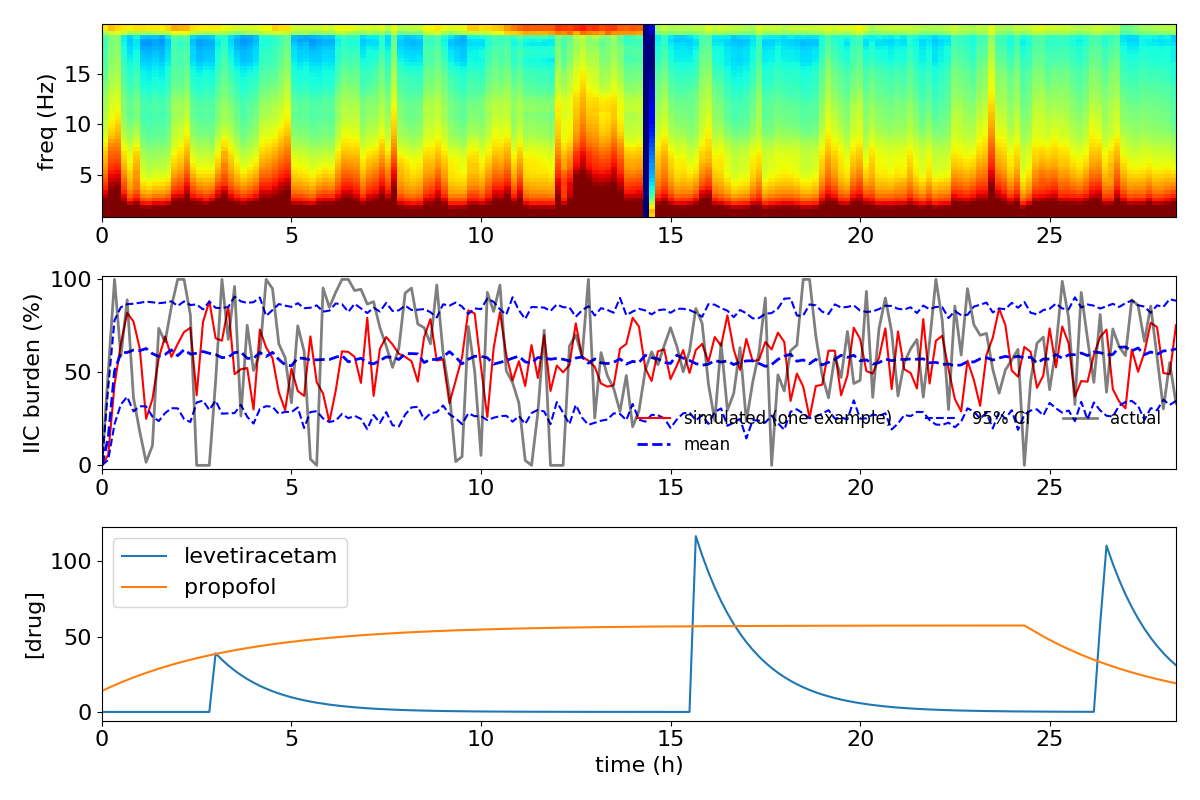 freq (Hz)
15
10
5
0 5 10 15 20 25
IIC burden (%)
100
50
0
simulated (one example) 95% CI actual
mean
0 5 10 15 20 25
[drug]
100
50
0
levetiracetam
propofol
0 5 10 15 20 25
time (h)